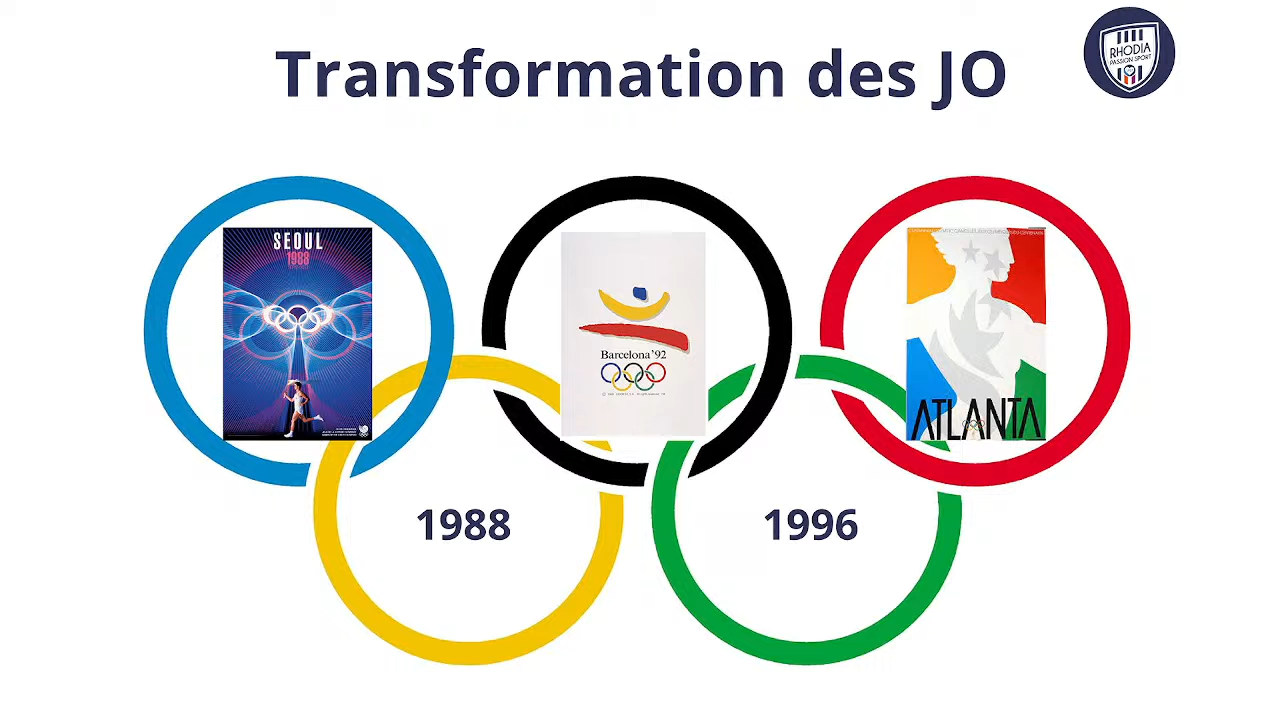 Transformation des JO
RHODIA
PASSION SPORT
SEOUL
1988
Barcelona'92
ATLANTA
1988
1996